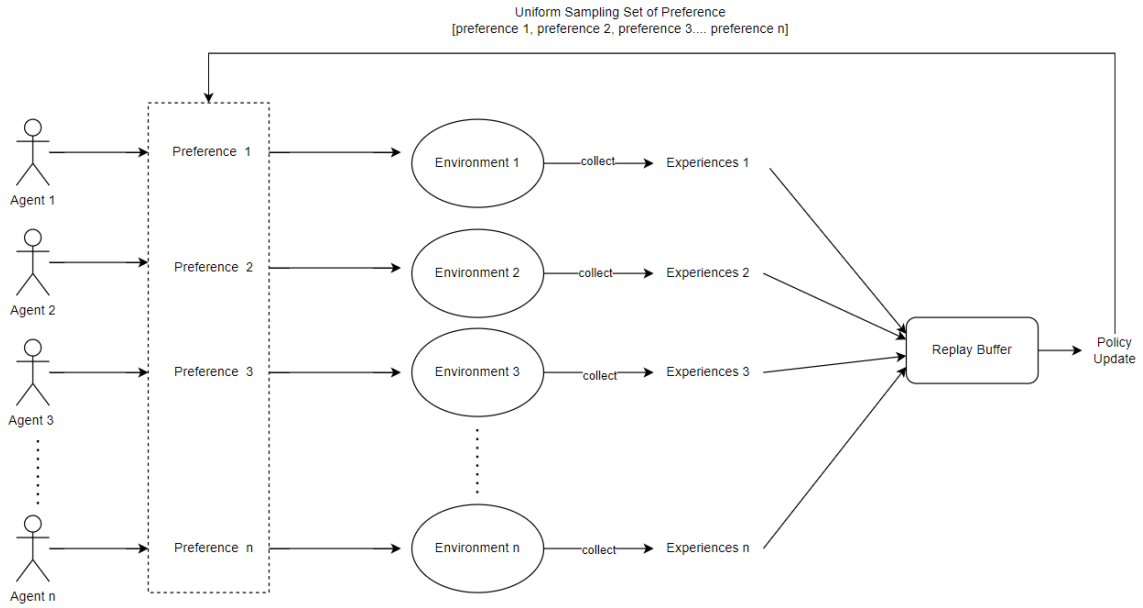 Uniform Sampling Set of Preference
[preference 1, preference 2, preference 3.... preference n]
Agent 1
Preference 1
Environment 1
collect
Experiences 1
Agent 2
Preference 2
Environment 2
collect
Experiences 2
Agent 3
Preference 3
Environment 3
collect
Experiences 3
Replay Buffer
Policy
Update
Agent n
Preference n
Environment n
collect
Experiences n